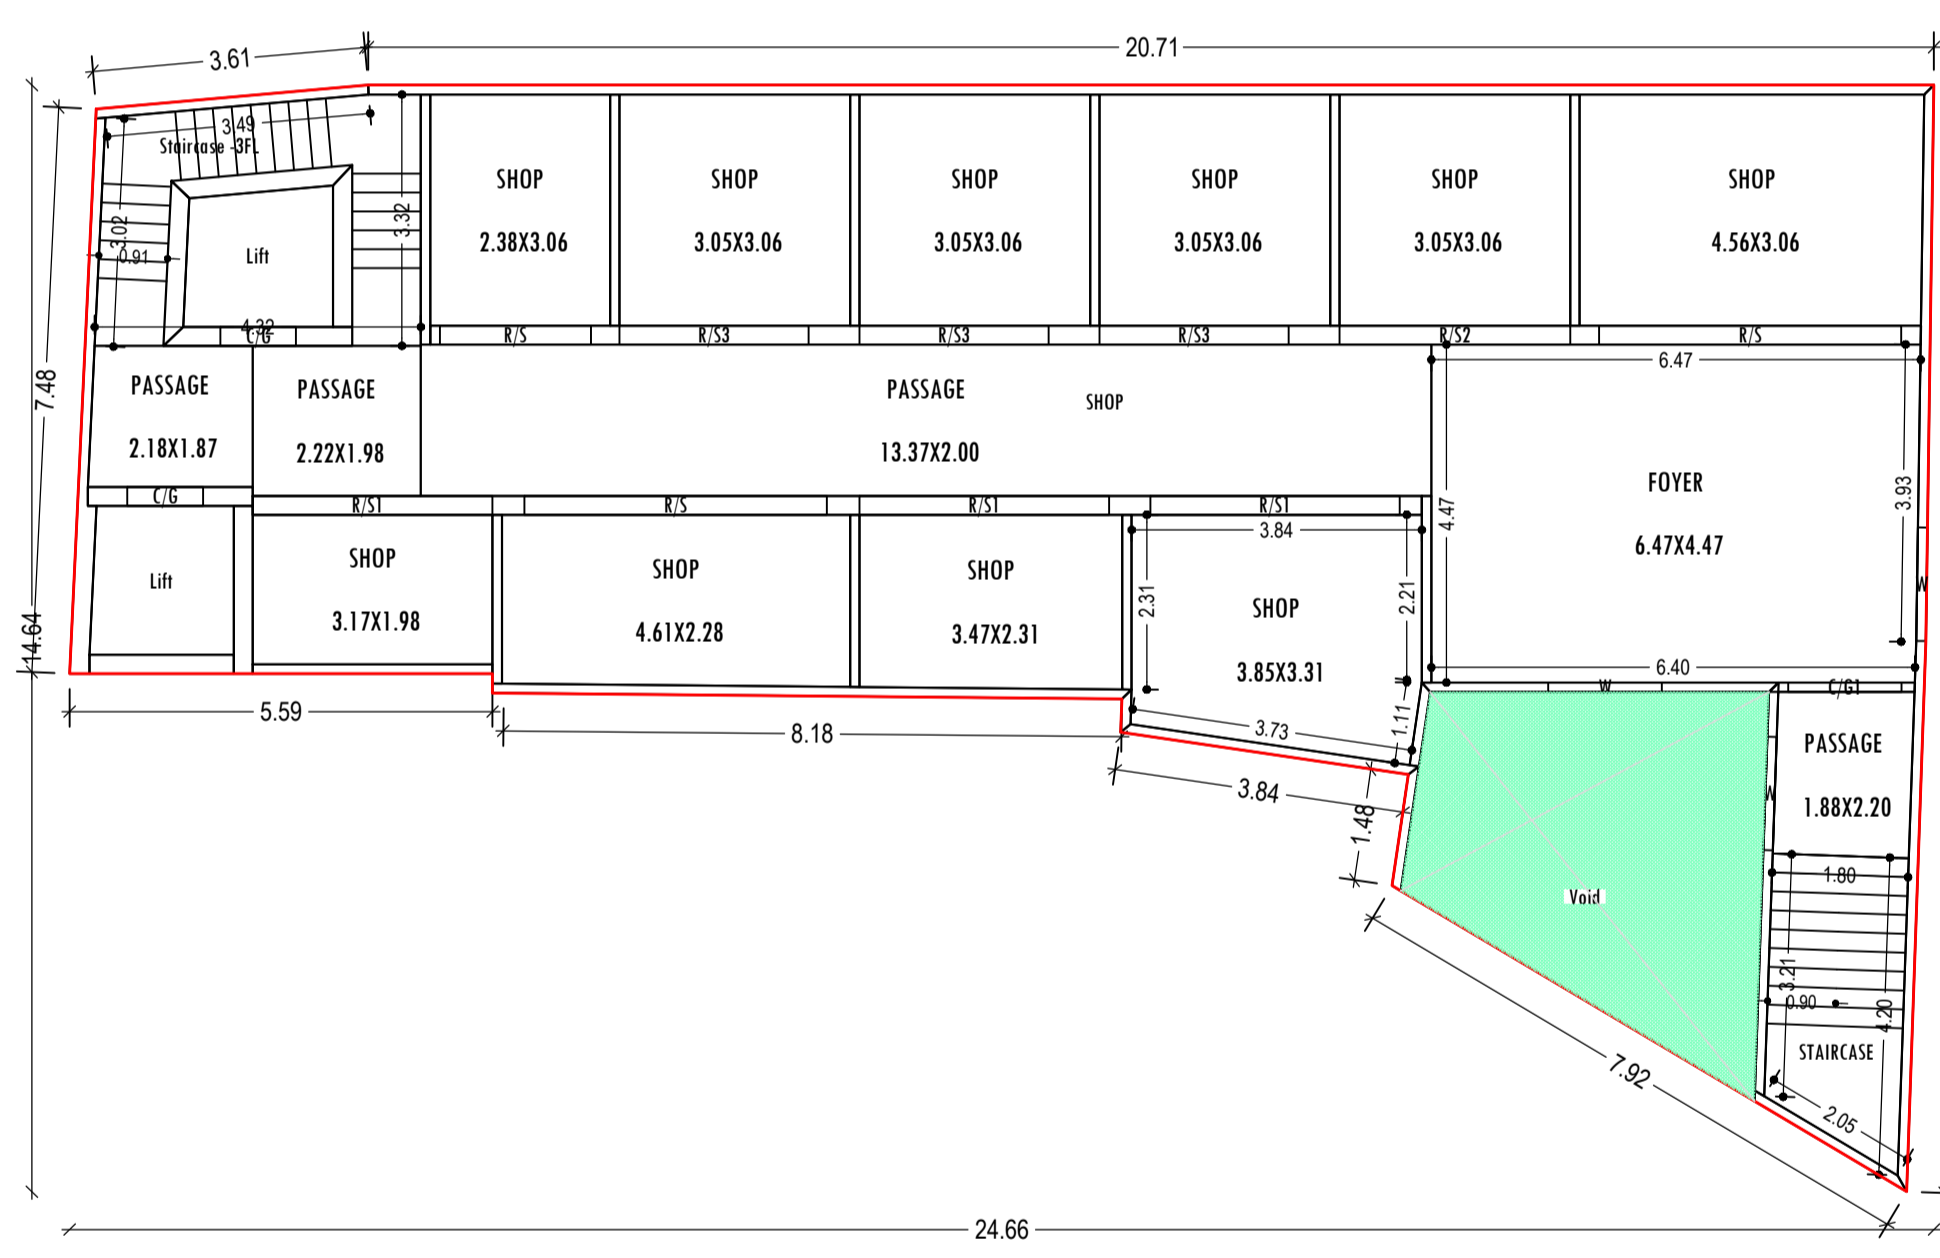 3.61
20.71
3.49
Staircase -3FL
3.02
0.91
3.32
Lift
4.32
C/G
SHOP
2.38X3.06
SHOP
3.05X3.06
SHOP
3.05X3.06
SHOP
3.05X3.06
SHOP
3.05X3.06
SHOP
4.56X3.06
R/S
R/S3
R/S3
R/S3
R/S2
R/S
7.48
14.64
PASSAGE
2.18X1.87
PASSAGE
2.22X1.98
PASSAGE
13.37X2.00
SHOP
6.47
4.47
3.93
FOYER
6.47X4.47
W
6.40
C/G
R/S1
R/S
R/S1
R/S1
Lift
SHOP
3.17X1.98
SHOP
4.61X2.28
SHOP
3.47X2.31
3.84
2.31
2.21
SHOP
3.85X3.31
1.11
3.73
5.59
8.18
3.84
1.48
W
C/G1
PASSAGE
1.88X2.20
W
Void
1.80
3.21
0.90
4.20
STAIRCASE
2.05
7.92
24.66